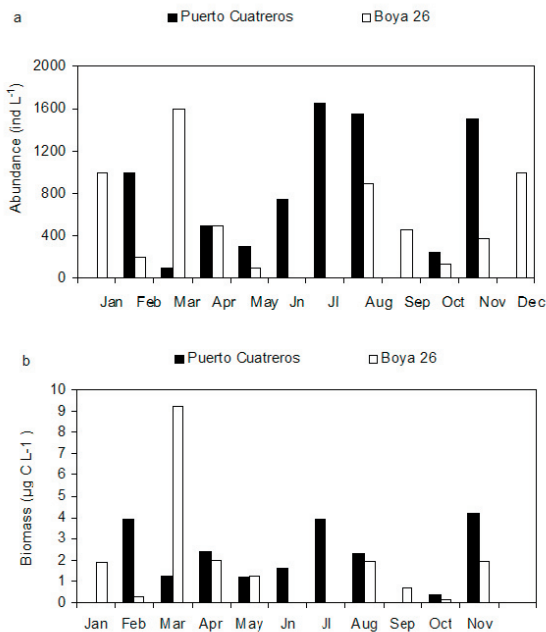 a
■ Puerto Cuatreros □ Boya 26
2000
1600
1200
800
400
0
Abundance (ind L-1)
Jan Feb Mar Apr May Jn Jl Aug Sep Oct Nov Dec
b
■ Puerto Cuatreros □ Boya 26
10
9
8
7
6
5
4
3
2
1
0
Biomass (µg C L-1 )
Jan Feb Mar Apr May Jn Jl Aug Sep Oct Nov